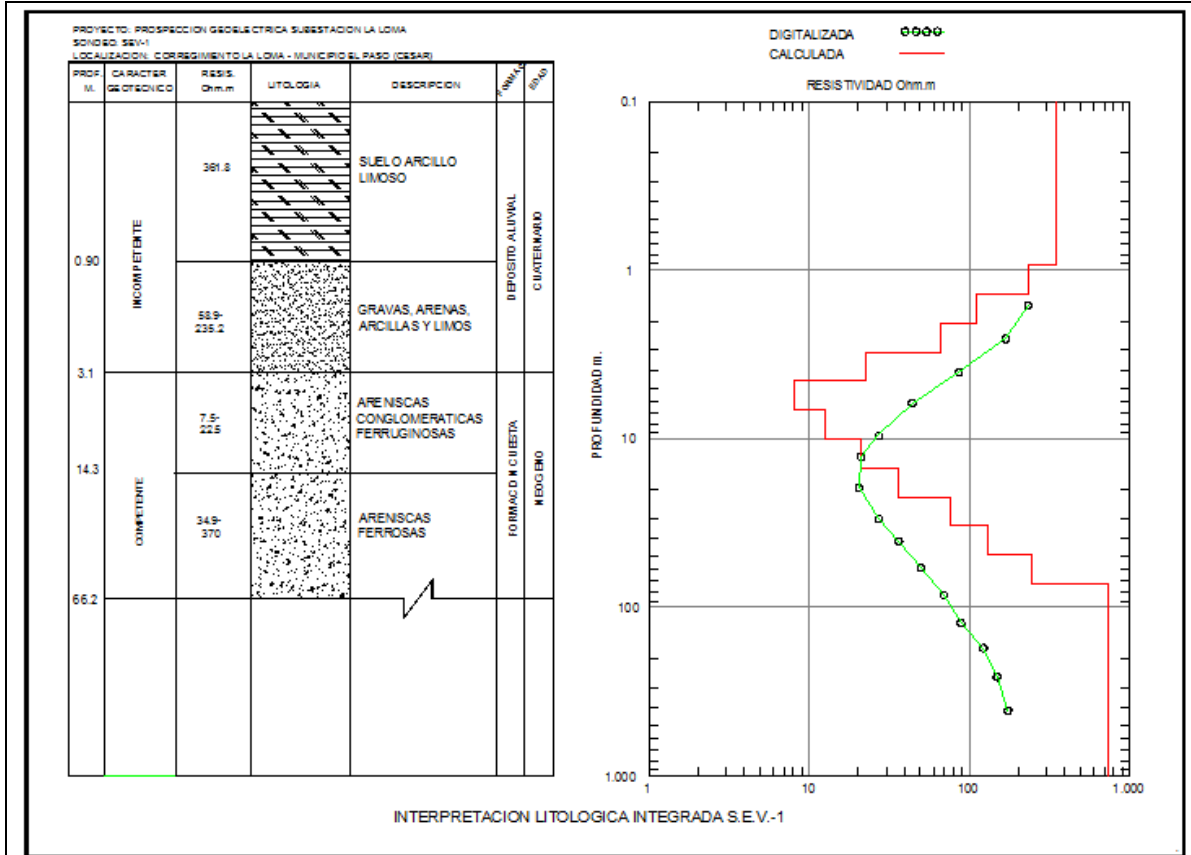 PROYECTO: PROSPECCION GEOELECTRICA SUBESTACION LA LOMA
SONDEO: SEV-1
LOCALIZACION: CORREGIMIENTO LA LOMA - MUNICIPIO EL PASO (CESAR)
PROF. M.
CARACTER GEOTECNICO
RESIS. Ohm.m
LITOLOGIA
DESCRIPCION
EDAD
361.8
SUELO ARCILLO
LIMOSO
0.90
INCOMPETENTE
DEPOSITO ALUVIAL
CUATERNARIO
58.9-
235.2
GRAVAS, ARENAS,
ARCILLAS Y LIMOS
3.1
7.5-
22.5
ARENISCAS
CONGLOMERATICAS
FERRUGINOSAS
14.3
COMPETENTE
FORMACION CUESTA
NEOGENO
34.9-
370
ARENISCAS
FERROSAS
66.2
DIGITALIZADA
CALCULADA
RESISTIVIDAD Ohm.m
0.1
1
10
100
1.000
PROFUNDIDAD m.
1
10
100
1.000
INTERPRETACION LITOLOGICA INTEGRADA S.E.V.-1